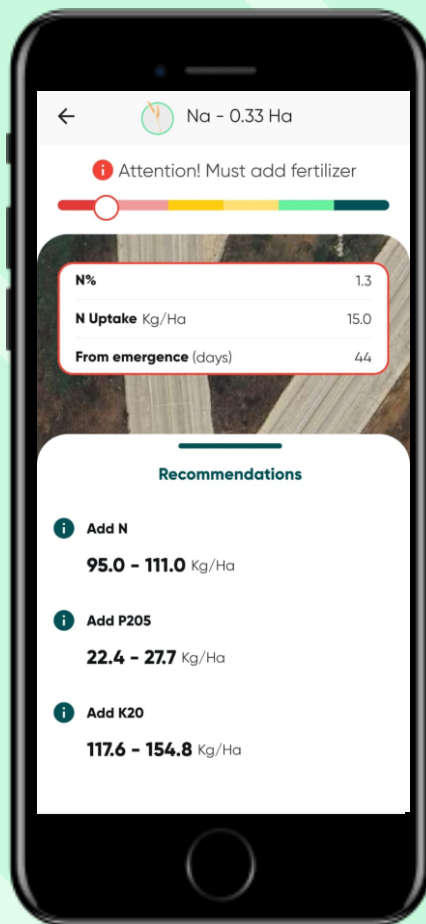 Na - 0.33 Ha
Attention! Must add fertilizer
N% 1.3
N Uptake Kg/Ha 15.0
From emergence (days) 44
Recommendations
Add N
95.0 - 111.0 Kg/Ha
Add P205
22.4 - 27.7 Kg/Ha
Add K20
117.6 - 154.8 Kg/Ha